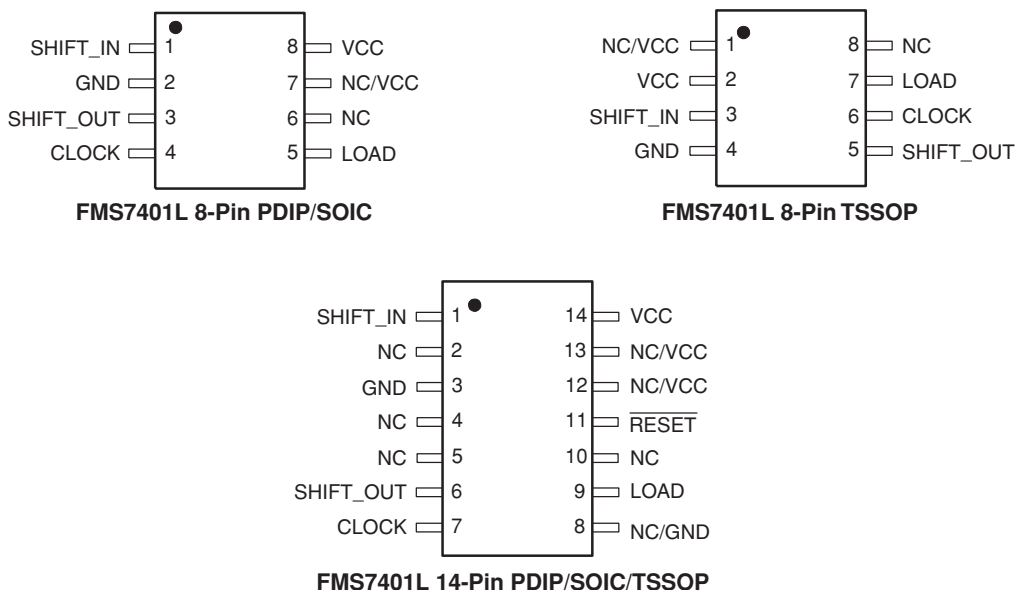 SHIFT_IN 1 8 VCC
GND 2 7 NC/VCC
SHIFT_OUT 3 6 NC
CLOCK 4 5 LOAD
FMS7401L 8-Pin PDIP/SOIC
NC/VCC 1 8 NC
VCC 2 7 LOAD
SHIFT_IN 3 6 CLOCK
GND 4 5 SHIFT_OUT
FMS7401L 8-Pin TSSOP
SHIFT_IN 1 14 VCC
NC 2 13 NC/VCC
GND 3 12 NC/VCC
NC 4 11 RESET
NC 5 10 NC
SHIFT_OUT 6 9 LOAD
CLOCK 7 8 NC/GND
FMS7401L 14-Pin PDIP/SOIC/TSSOP